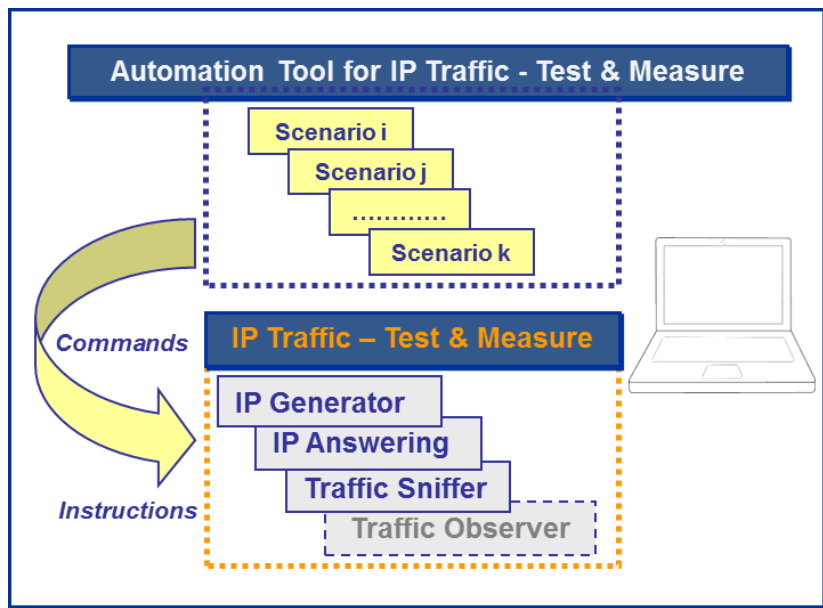 Automation Tool for IP Traffic - Test & Measure
Scenario i
Scenario j
............
Scenario k
Commands
IP Traffic – Test & Measure
IP Generator
IP Answering
Traffic Sniffer
Instructions
Traffic Observer